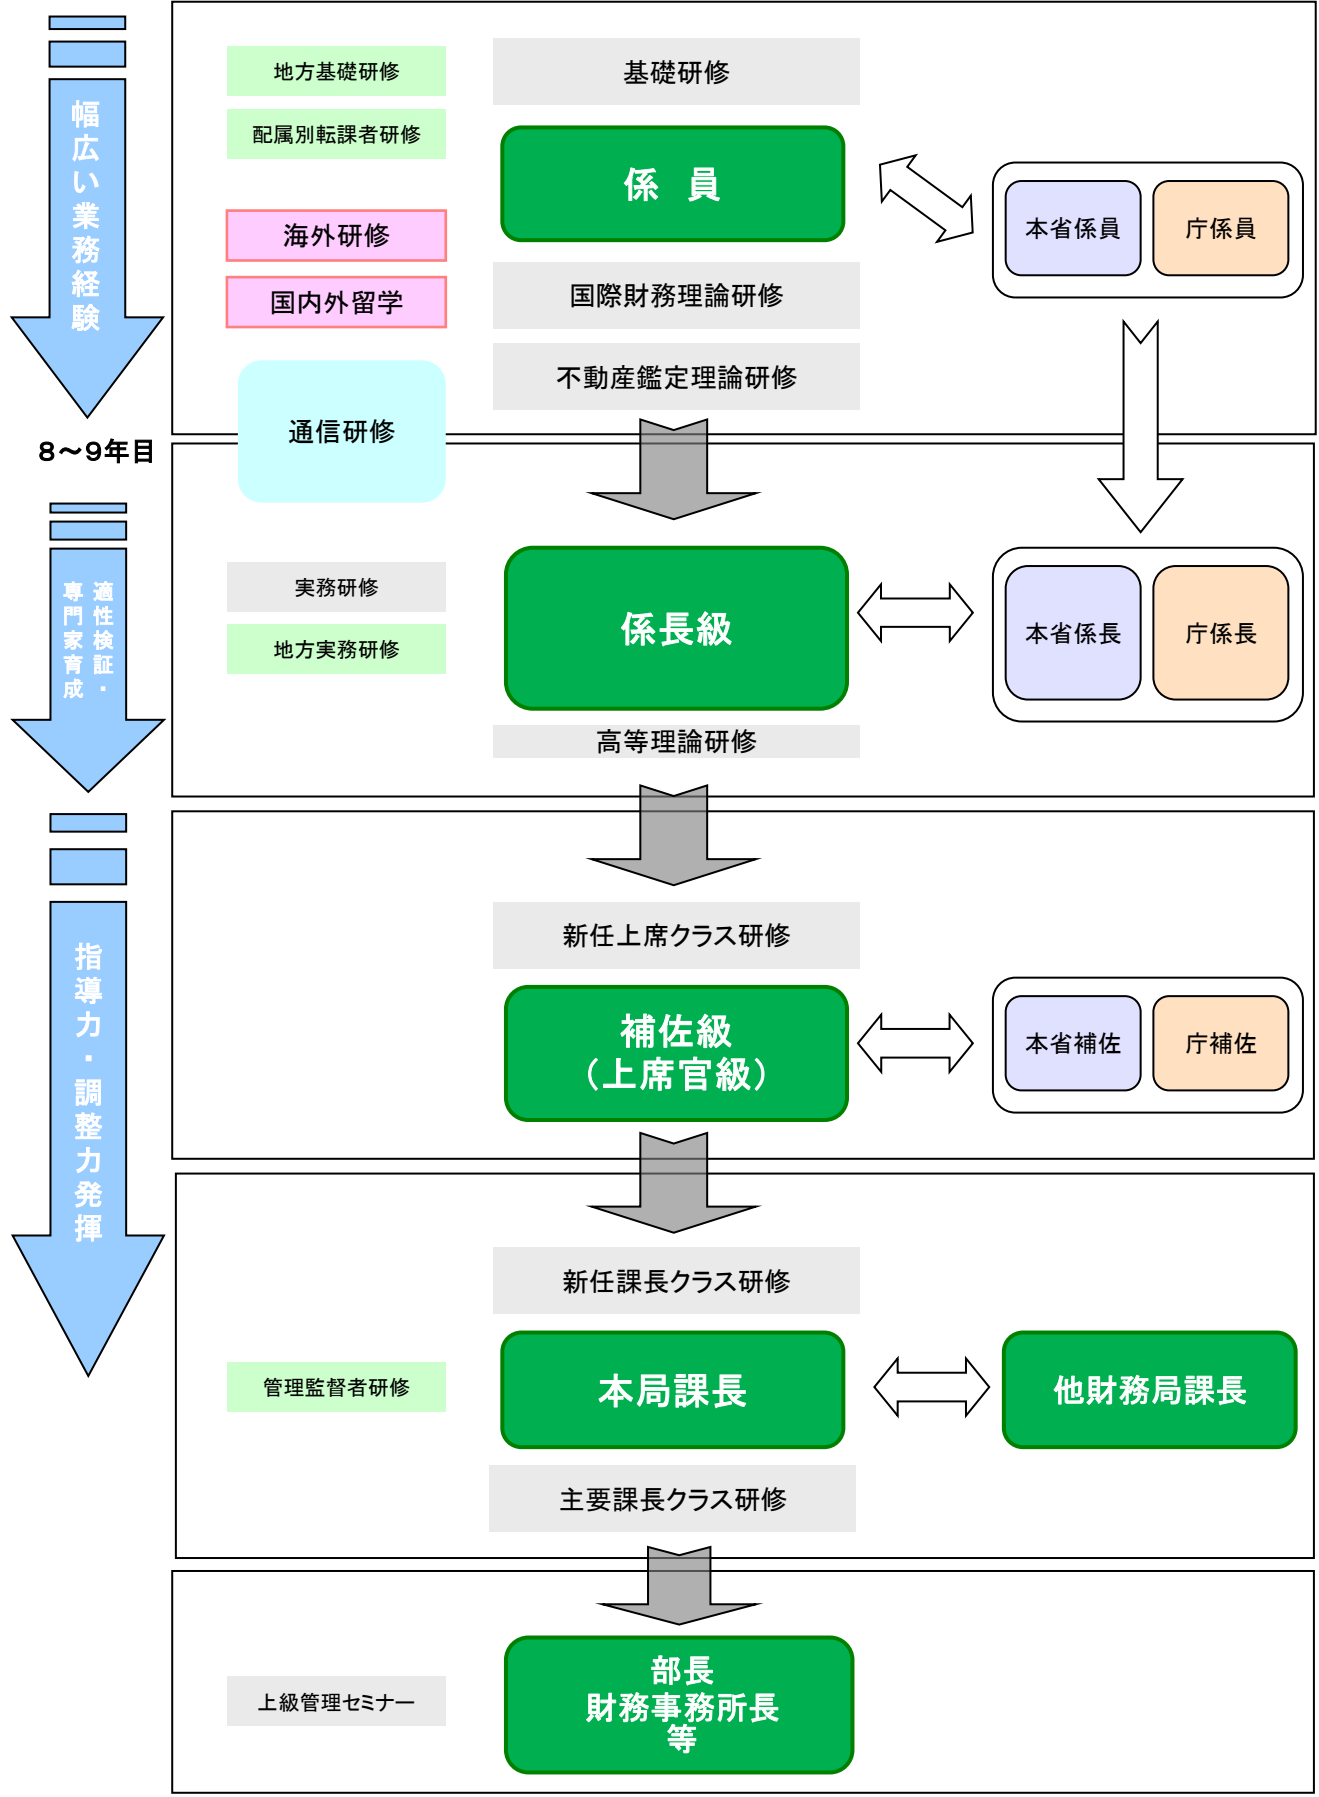 幅広い業務経験
地方基礎研修
基礎研修
配属別転課者研修
係　員
海外研修
国内外留学
国際財務理論研修
不動産鑑定理論研修
本省係員
庁係員
通信研修
８～９年目
適性検証・
専門家育成
実務研修
地方実務研修
係長級
本省係長
庁係長
高等理論研修
指導力・調整力発揮
新任上席クラス研修
補佐級
（上席官級）
本省補佐
庁補佐
新任課長クラス研修
管理監督者研修
本局課長
他財務局課長
主要課長クラス研修
上級管理セミナー
部長
財務事務所長
等